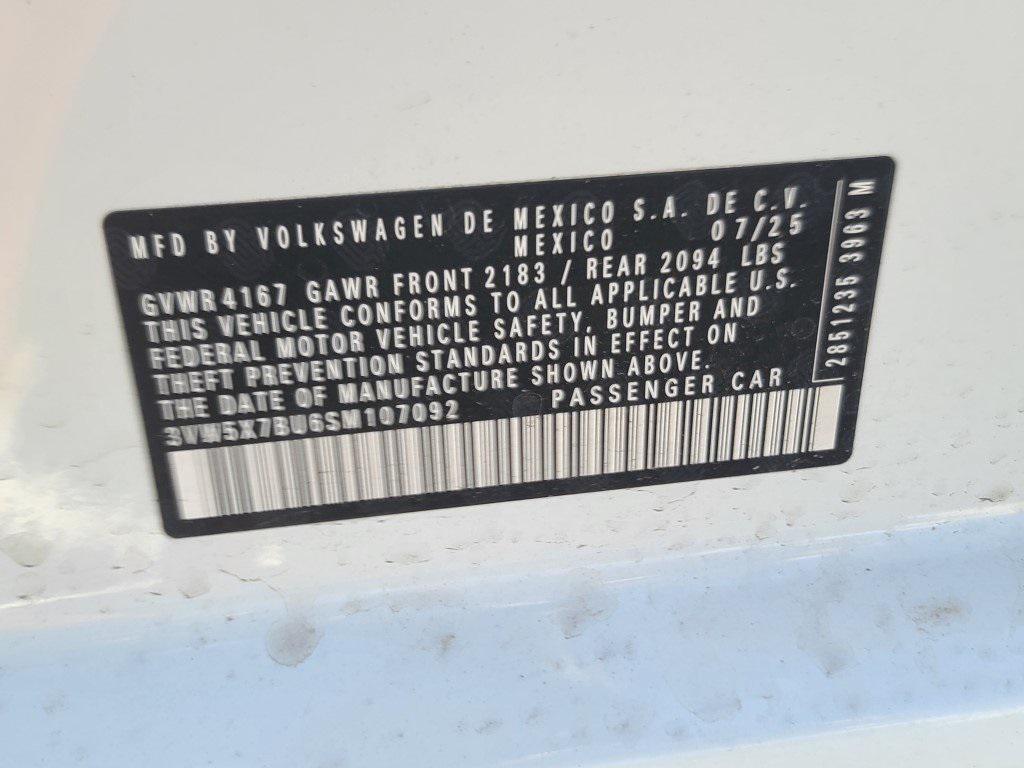 MFD BY VOLKSWAGEN DE MEXICO S.A. DE C.V.
MEXICO 07/25
GVWR 4167 GAWR FRONT 2183 / REAR 2094 LBS
THIS VEHICLE CONFORMS TO ALL APPLICABLE U.S.
FEDERAL MOTOR VEHICLE SAFETY, BUMPER AND
THEFT PREVENTION STANDARDS IN EFFECT ON
THE DATE OF MANUFACTURE SHOWN ABOVE.
3VW5X7BU6SM107092 PASSENGER CAR
2851235 3963 M